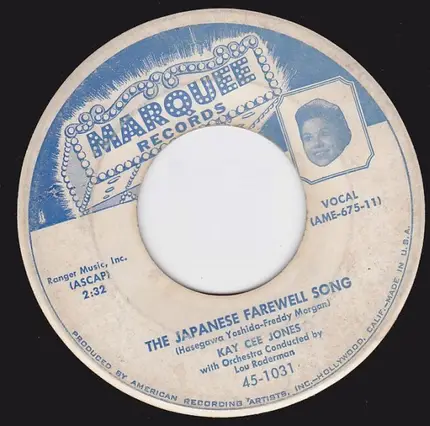 MARQUEE
RECORDS
VOCAL
(AME-675-11)
Ranger Music, Inc.
(ASCAP)
2:32
THE JAPANESE FAREWELL SONG
(Hasegawa Yoshida-Freddy Morgan)
KAY CEE JONES
with Orchestra Conducted by
Lou Raderman
45-1031
PRODUCED BY AMERICAN RECORDING ARTISTS, INC.-HOLLYWOOD, CALIF.-MADE IN U.S.A.